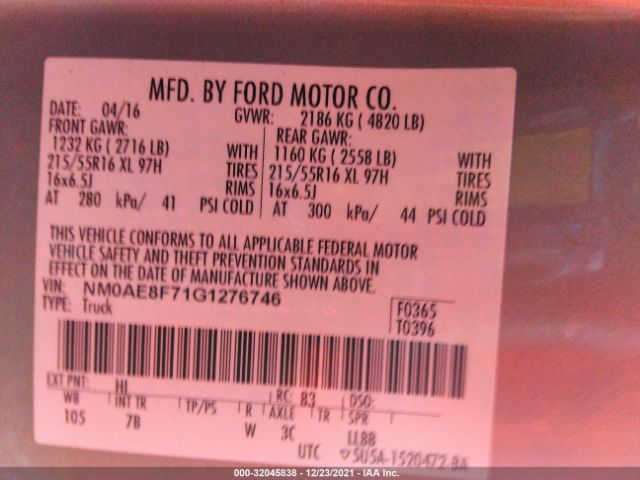 MFD. BY FORD MOTOR CO.
DATE: 04/16 GVWR: 2186 KG ( 4820 LB)
FRONT GAWR: REAR GAWR:
1232 KG ( 2716 LB) WITH 1160 KG ( 2558 LB) WITH
215/55R16 XL 97H TIRES 215/55R16 XL 97H TIRES
16x6.5J RIMS 16x6.5J RIMS
AT 280 kPa/ 41 PSI COLD AT 300 kPa/ 44 PSI COLD
THIS VEHICLE CONFORMS TO ALL APPLICABLE FEDERAL MOTOR
VEHICLE SAFETY AND THEFT PREVENTION STANDARDS IN
EFFECT ON THE DATE OF MANUFACTURE SHOWN ABOVE.
VIN: NM0AE8F71G1276746
TYPE: Truck
F0365
T0396
EXT PNT: HI RC: B3 DSO:
WB INT TR TP/PS R AXLE TR SPR
105 7B W 3C LLBB
UTC ▽5U5A-1520472-BA
000-32045838 - 12/23/2021 - IAA Inc.